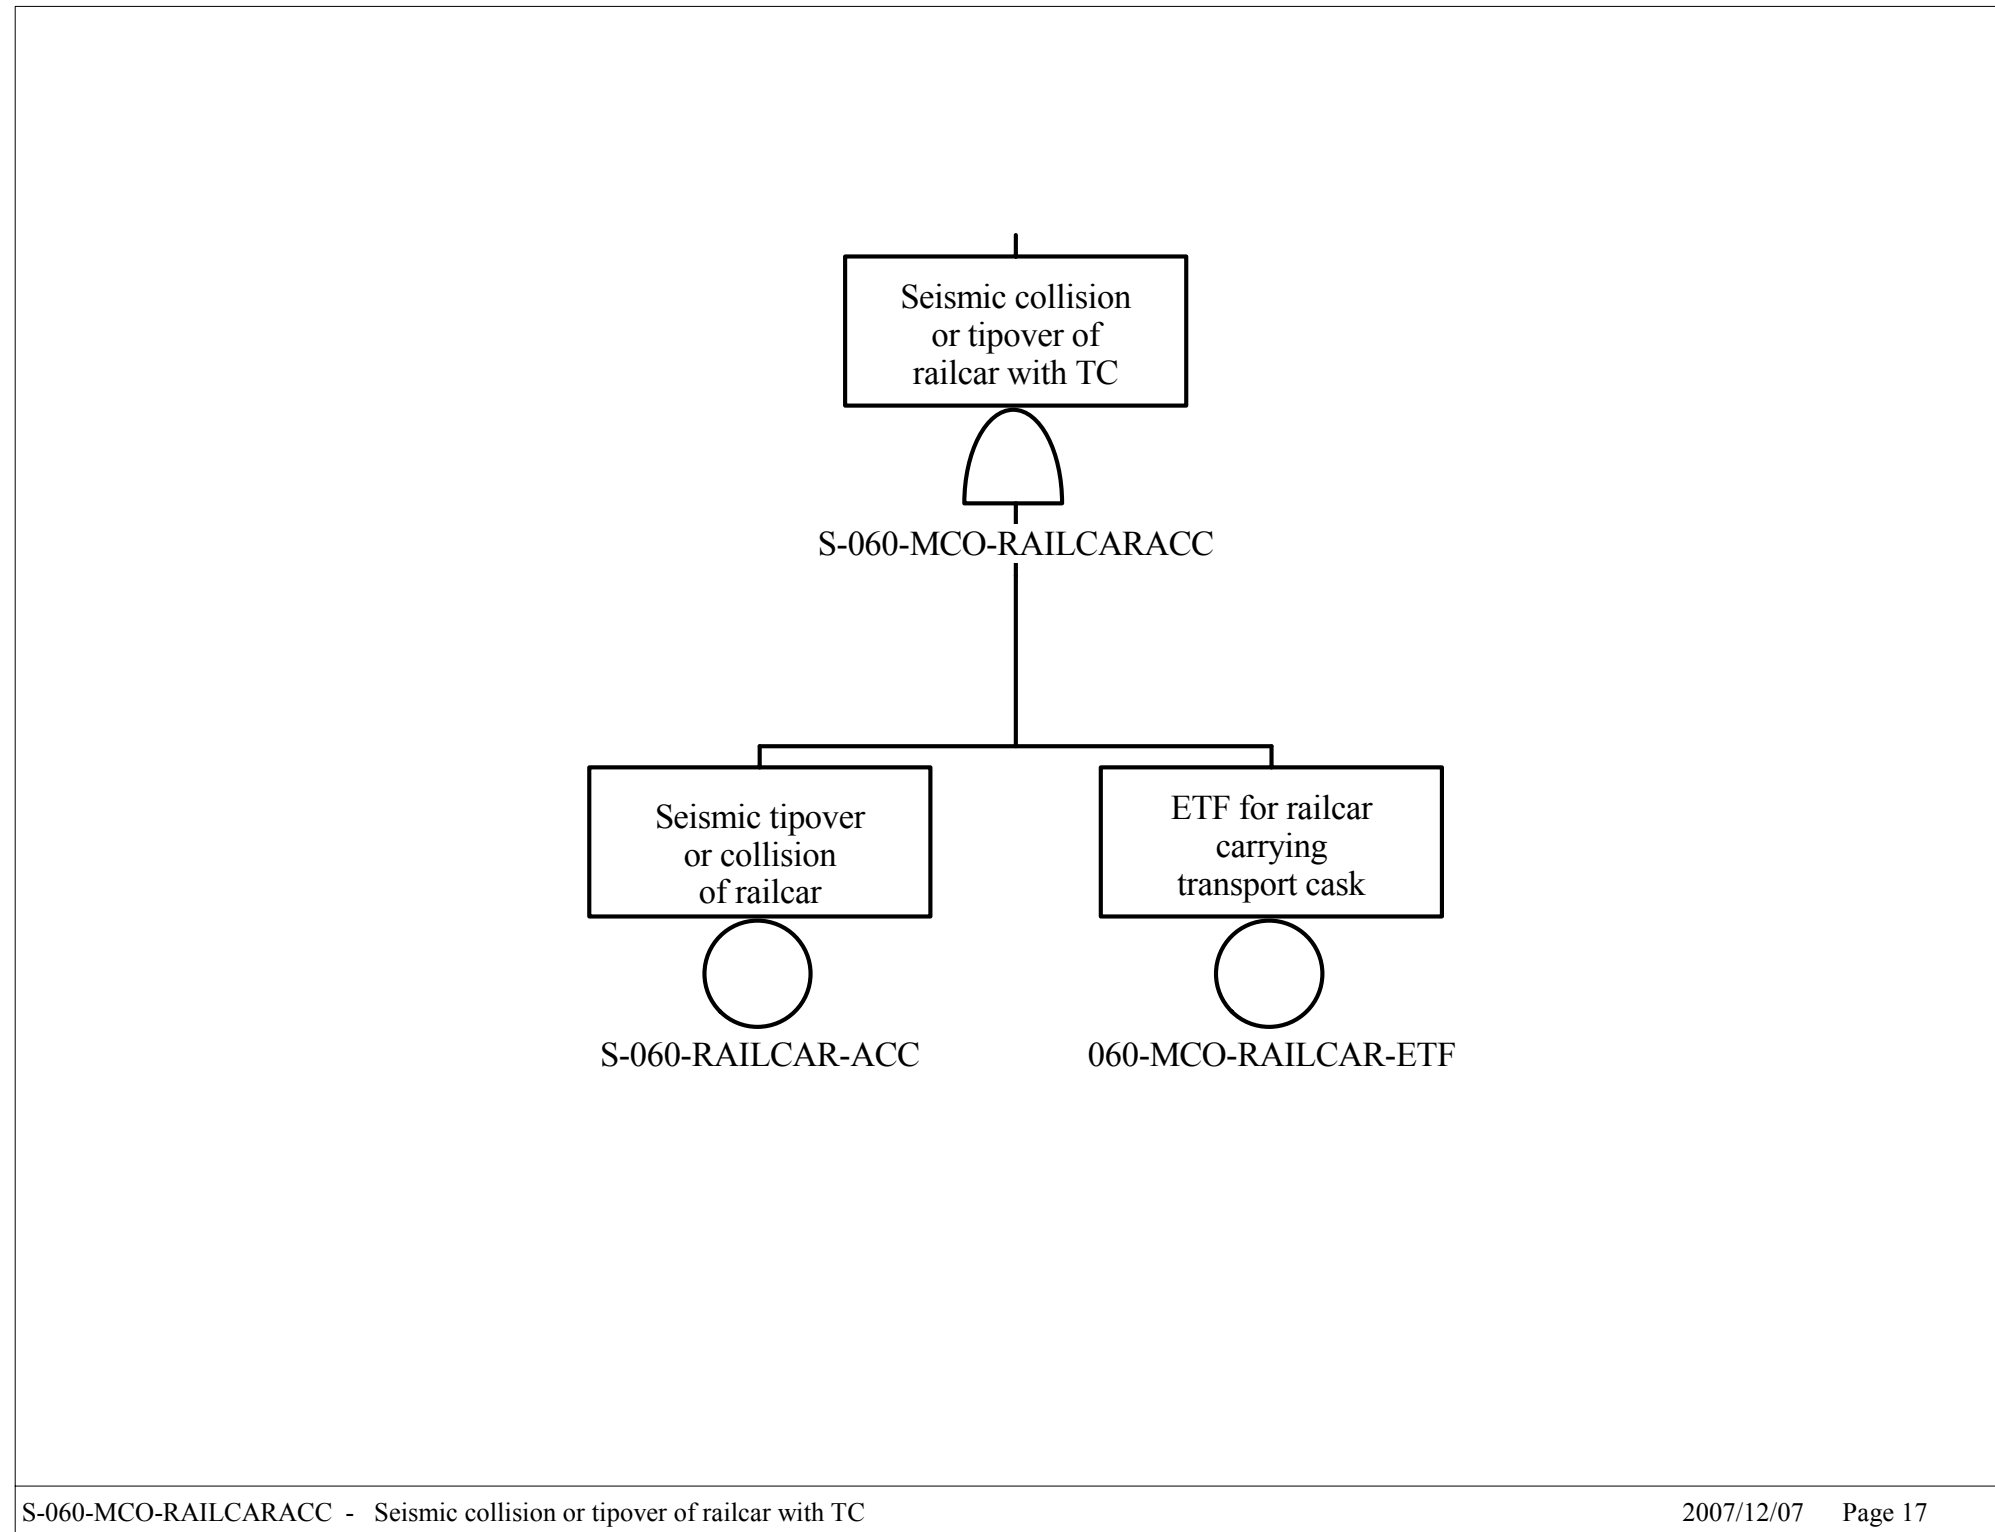 Seismic collision
or tipover of
railcar with TC
S-060-MCO-RAILCARACC
Seismic tipover
or collision
of railcar
S-060-RAILCAR-ACC
ETF for railcar
carrying
transport cask
060-MCO-RAILCAR-ETF
S-060-MCO-RAILCARACC - Seismic collision or tipover of railcar with TC
2007/12/07 Page 17